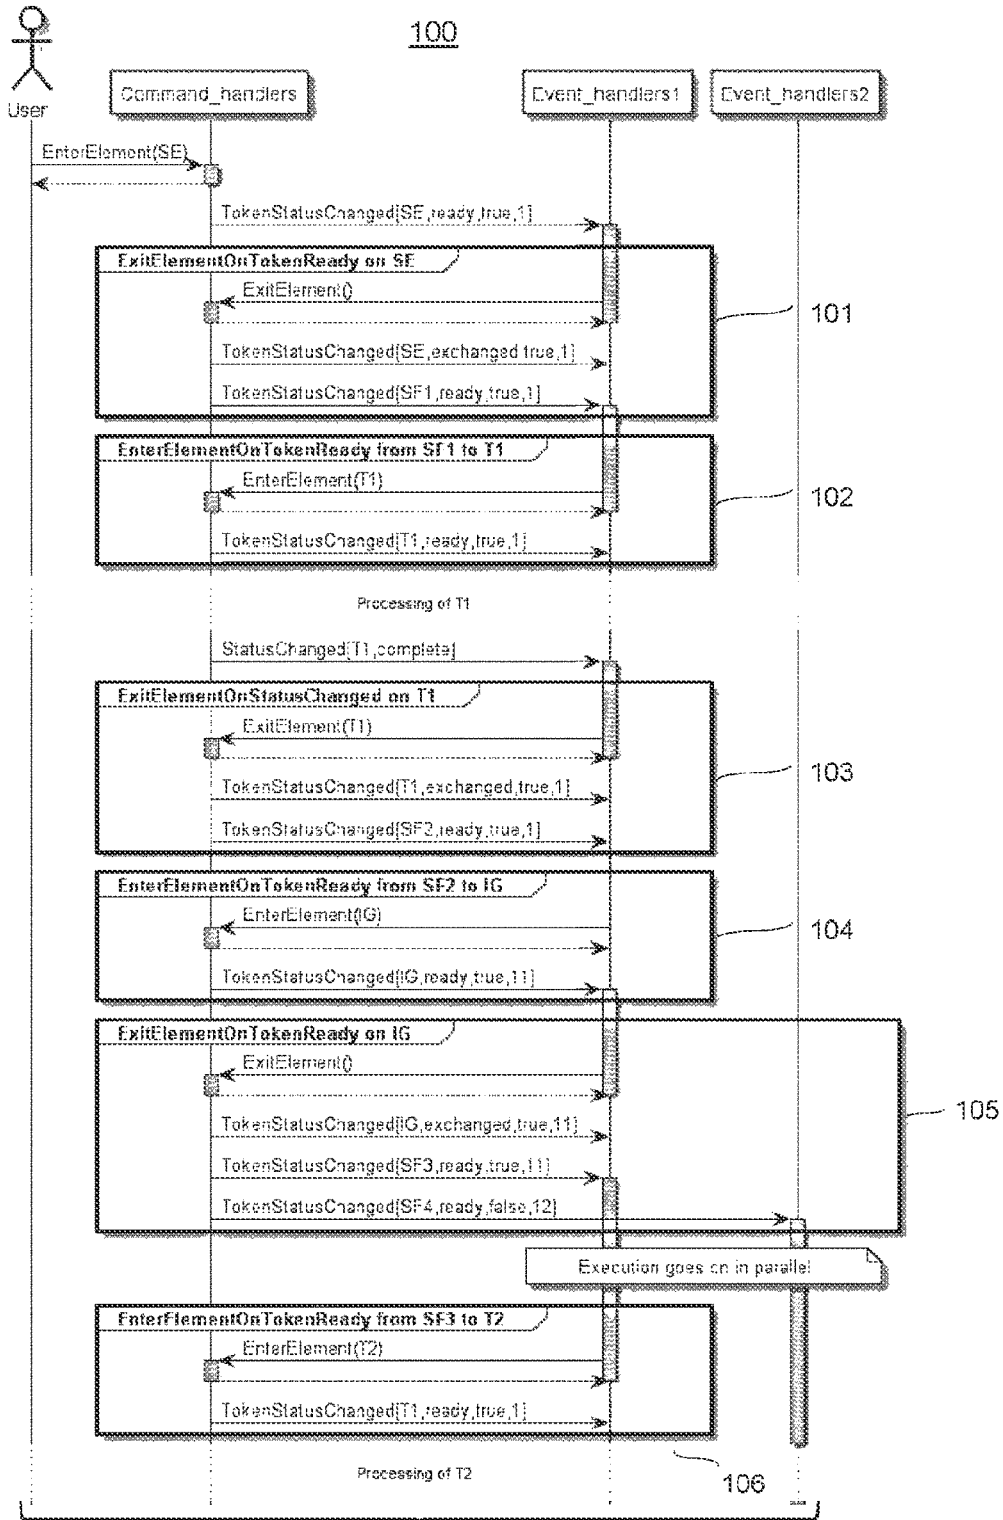 100
User
Command_handlers
Event_handlers1
Event_handlers2
EnterElement(SE)
TokenStatusChanged[SE,ready,true,1]
ExitElementOnTokenReady on SE
ExitElement()
101
TokenStatusChanged[SE,exchanged,true,1]
TokenStatusChanged[SF1,ready,true,1]
EnterElementOnTokenReady from SF1 to T1
EnterElement(T1)
102
TokenStatusChanged[T1,ready,true,1]
Processing of T1
StatusChanged[T1,complete]
ExitElementOnStatusChanged on T1
ExitElement(T1)
103
TokenStatusChanged[T1,exchanged,true,1]
TokenStatusChanged[SF2,ready,true,1]
EnterElementOnTokenReady from SF2 to IG
EnterElement(IG)
104
TokenStatusChanged[IG,ready,true,11]
ExitElementOnTokenReady on IG
ExitElement()
105
TokenStatusChanged[IG,exchanged,true,11]
TokenStatusChanged[SF3,ready,true,11]
TokenStatusChanged[SF4,ready,false,12]
Execution goes on in parallel
EnterElementOnTokenReady from SF3 to T2
EnterElement(T2)
TokenStatusChanged[T1,ready,true,1]
Processing of T2
106